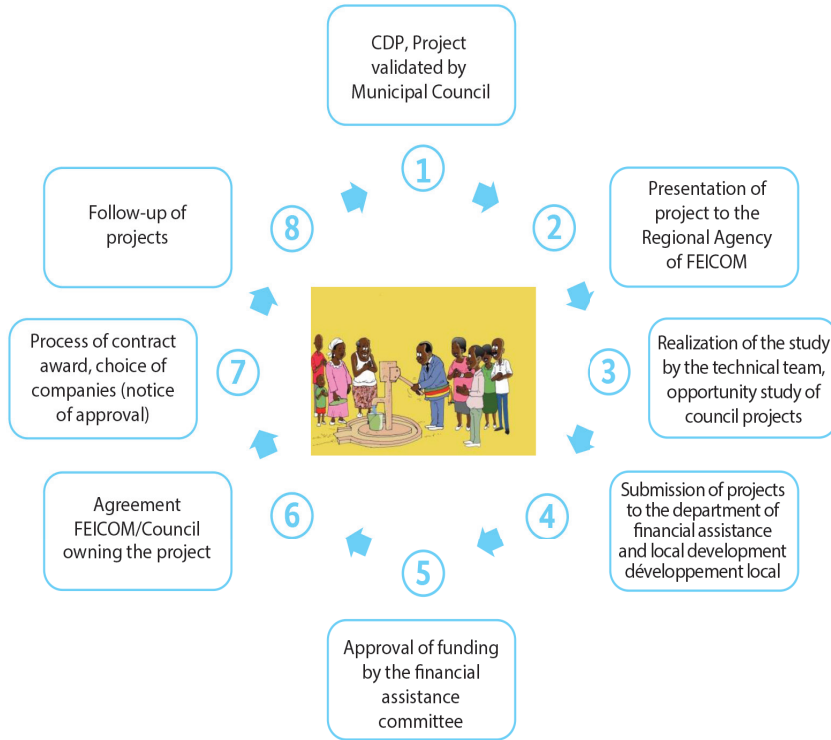 CDP, Project
validated by
Municipal Council
1
Presentation of
project to the
Regional Agency
of FEICOM
2
Realization of the study
by the technical team,
opportunity study of
council projects
3
Submission of projects
to the department of
financial assistance
and local development
développement local
4
Approval of funding
by the financial
assistance
committee
5
Agreement
FEICOM/Council
owning the project
6
Process of contract
award, choice of
companies (notice
of approval)
7
Follow-up of
projects
8